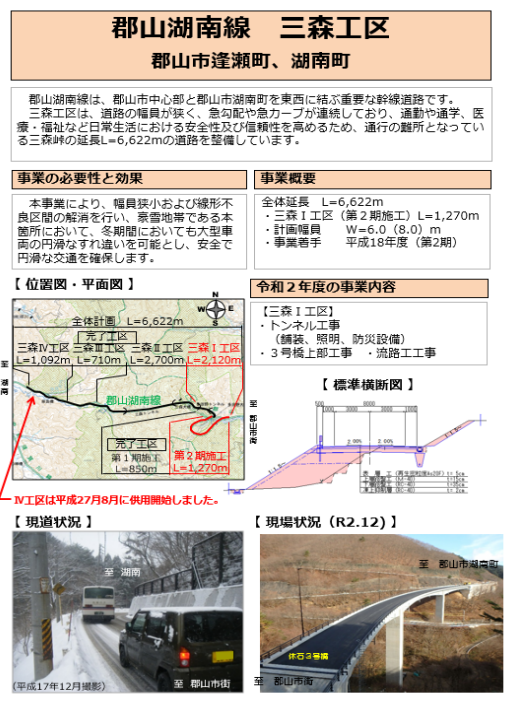 郡山湖南線　三森工区
郡山市逢瀬町、湖南町
郡山湖南線は、郡山市中心部と郡山市湖南町を東西に結ぶ重要な幹線道路です。
三森工区は、道路の幅員が狭く、急勾配や急カーブが連続しており、通勤や通学、医
療・福祉など日常生活における安全性及び信頼性を高めるため、通行の難所となってい
る三森峠の延長L=6,622mの道路を整備しています。
事業の必要性と効果
本事業により、幅員狭小および線形不
良区間の解消を行い、豪雪地帯である本
箇所において、冬期間においても大型車
両の円滑なすれ違いを可能とし、安全で
円滑な交通を確保します。
事業概要
全体延長　L=6,622m
・三森Ⅰ工区（第２期施工）L=1,270m
・計画幅員　　W=6.0（8.0）m
・事業着手　　平成18年度（第2期）
【 位置図・平面図 】
N
W
E
S
全体計画　L=6,622m
完了工区
三森Ⅳ工区 三森Ⅲ工区 三森Ⅱ工区 三森Ⅰ工区
L=1,092m L=710m L=2,700m L=2,120m
至　湖南
郡山湖南線
完了工区
第１期施工
L=850m
第２期施工
L=1,270m
Ⅳ工区は平成27月8月に供用開始しました。
令和２年度の事業内容
【三森Ⅰ工区】
・トンネル工事
（舗装、照明、防災設備）
・３号橋上部工事　・流路工工事
【 標準横断図 】
500
8000
1000 3000 3000 1000
2.00% 2.00%
【 現道状況 】
至　湖南
（平成17年12月撮影）
至　郡山市街
【 現場状況（R2.12) 】
至　郡山市湖南町
休石３号橋
至　郡山市街